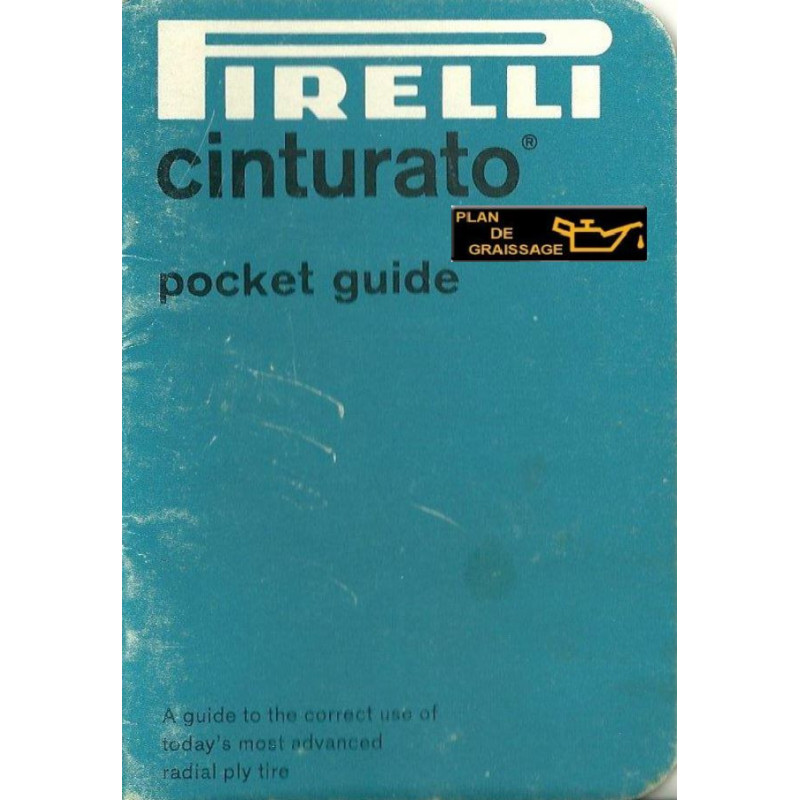 PIRELLI
cinturato®
PLAN
DE
GRAISSAGE
pocket guide
A guide to the correct use of
today's most advanced
radial ply tire